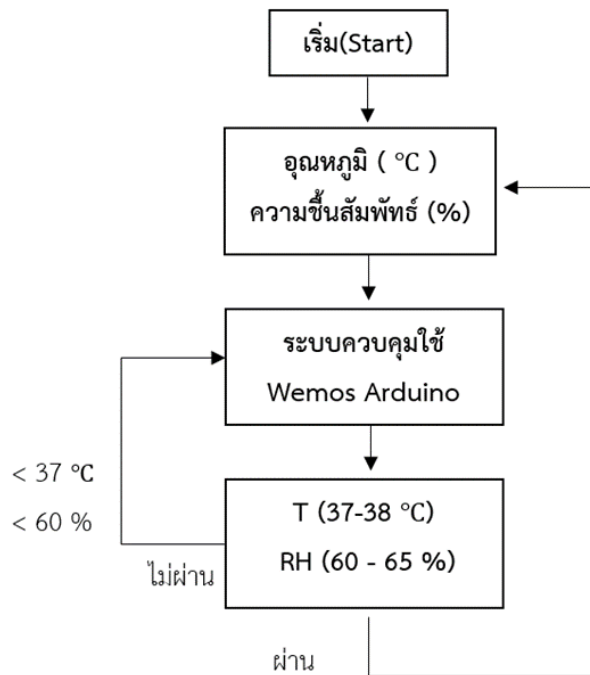 เริ่ม(Start)
อุณหภูมิ ( °C )
ความชื้นสัมพัทธ์ (%)
ระบบควบคุมใช้
Wemos Arduino
< 37 °C
< 60 %
T (37-38 °C)
RH (60 - 65 %)
ไม่ผ่าน
ผ่าน